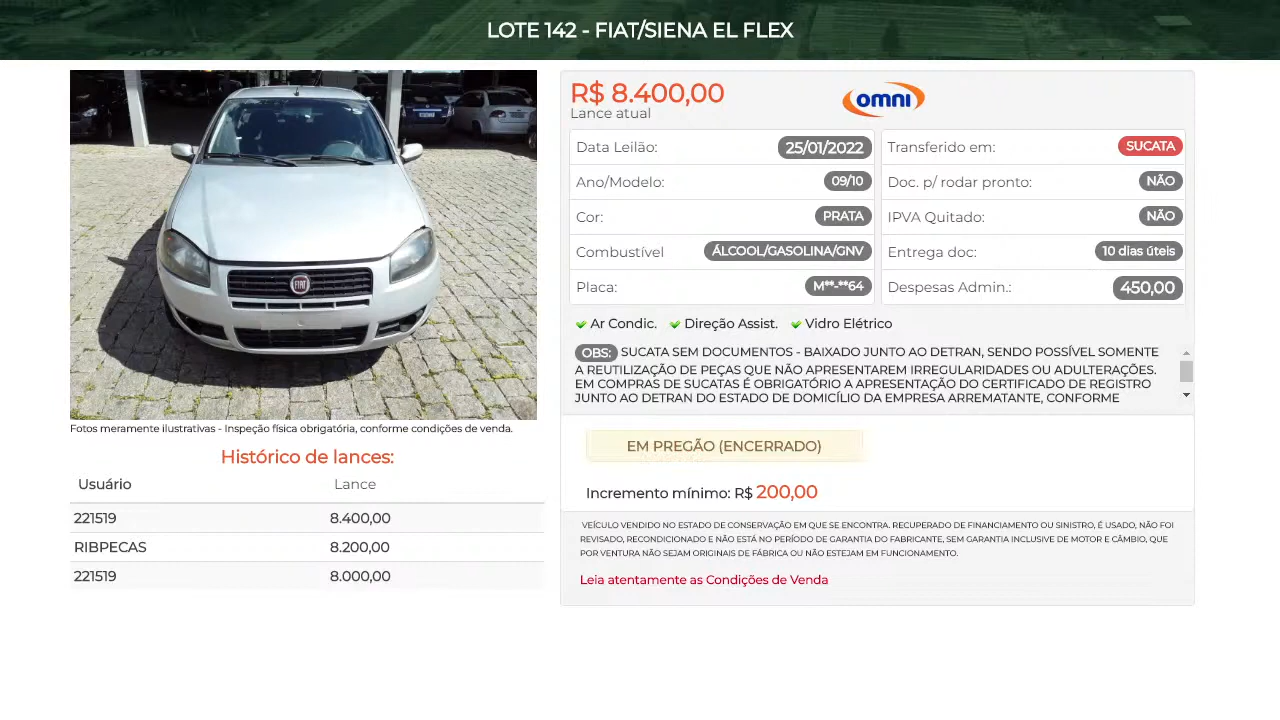 LOTE 142 - FIAT/SIENA EL FLEX
R$ 8.400,00
Lance atual
omni
Data Leilão: 25/01/2022
Ano/Modelo: 09/10
Cor: PRATA
Combustível ÁLCOOL/GASOLINA/GNV
Placa: M**-**64
Transferido em: SUCATA
Doc. p/ rodar pronto: NÃO
IPVA Quitado: NÃO
Entrega doc: 10 dias úteis
Despesas Admin.: 450,00
Ar Condic. Direção Assist. Vidro Elétrico
OBS: SUCATA SEM DOCUMENTOS - BAIXADO JUNTO AO DETRAN, SENDO POSSÍVEL SOMENTE
A REUTILIZAÇÃO DE PEÇAS QUE NÃO APRESENTAREM IRREGULARIDADES OU ADULTERAÇÕES.
EM COMPRAS DE SUCATAS É OBRIGATÓRIO A APRESENTAÇÃO DO CERTIFICADO DE REGISTRO
JUNTO AO DETRAN DO ESTADO DE DOMICÍLIO DA EMPRESA ARREMATANTE, CONFORME
FIAT
Fotos meramente ilustrativas - Inspeção física obrigatória, conforme condições de venda.
Histórico de lances:
Usuário Lance
221519 8.400,00
RIBPECAS 8.200,00
221519 8.000,00
EM PREGÃO (ENCERRADO)
Incremento mínimo: R$ 200,00
VEÍCULO VENDIDO NO ESTADO DE CONSERVAÇÃO EM QUE SE ENCONTRA. RECUPERADO DE FINANCIAMENTO OU SINISTRO, É USADO, NÃO FOI
REVISADO, RECONDICIONADO E NÃO ESTÁ NO PERÍODO DE GARANTIA DO FABRICANTE, SEM GARANTIA INCLUSIVE DE MOTOR E CÂMBIO, QUE
POR VENTURA NÃO SEJAM ORIGINAIS DE FÁBRICA OU NÃO ESTEJAM EM FUNCIONAMENTO.
Leia atentamente as Condições de Venda